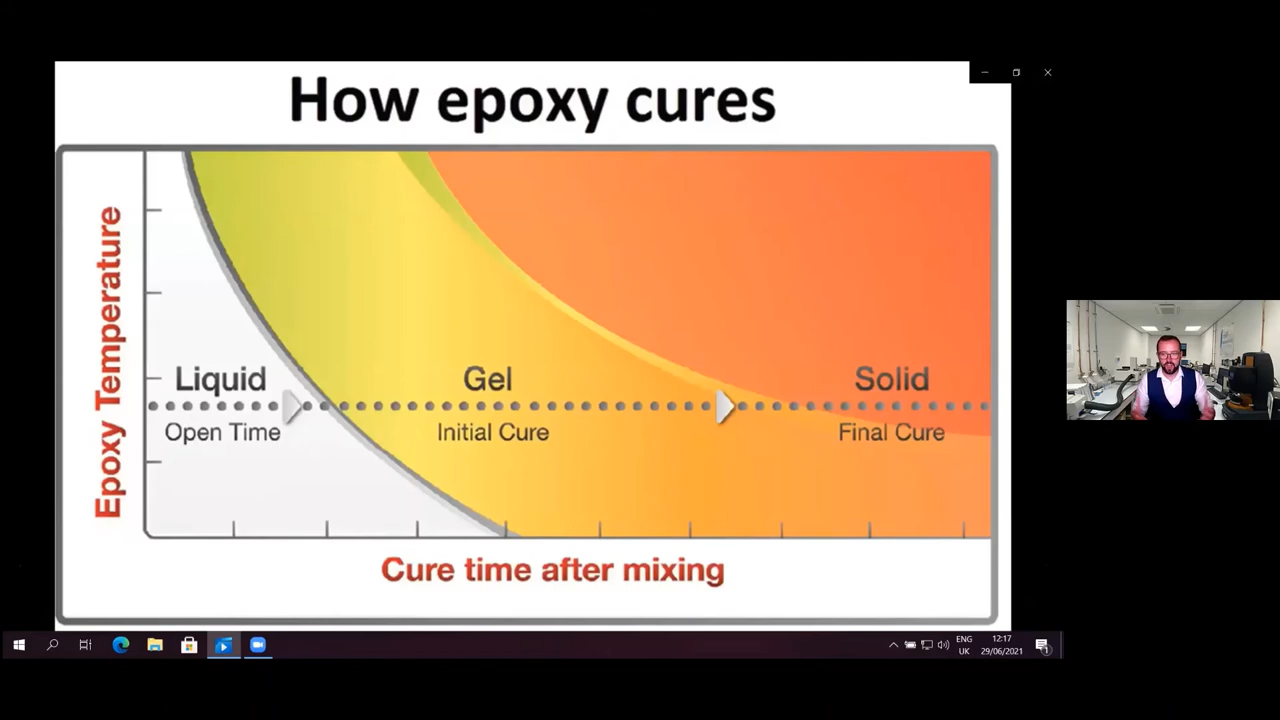 How epoxy cures
Epoxy Temperature
Liquid
Open Time
Gel
Initial Cure
Solid
Final Cure
Cure time after mixing
ENG
UK
12:17
29/06/2021
1